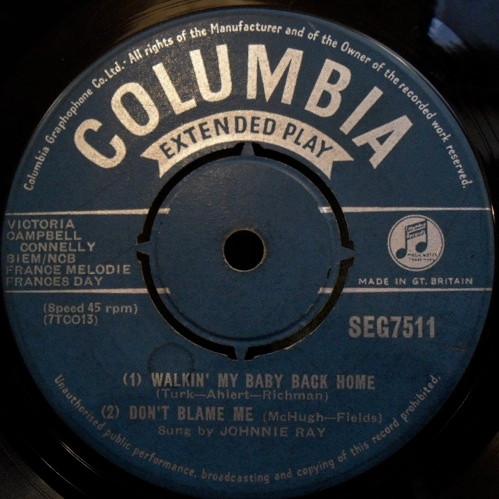 Columbia Graphophone Co. Ltd. - All rights of the Manufacturer and of the Owner of the recorded work reserved.
COLUMBIA
EXTENDED PLAY
VICTORIA
CAMPBELL
CONNELLY
BIEM/NCB
FRANCE MELODIE
FRANCES DAY
MADE IN GT. BRITAIN
(Speed 45 rpm)
(7TCO13)
SEG7511
(1) WALKIN' MY BABY BACK HOME
(Turk—Ahlert—Richman)
(2) DON'T BLAME ME (McHugh—Fields)
Sung by JOHNNIE RAY
Unauthorised public performance, broadcasting and copying of this record prohibited.